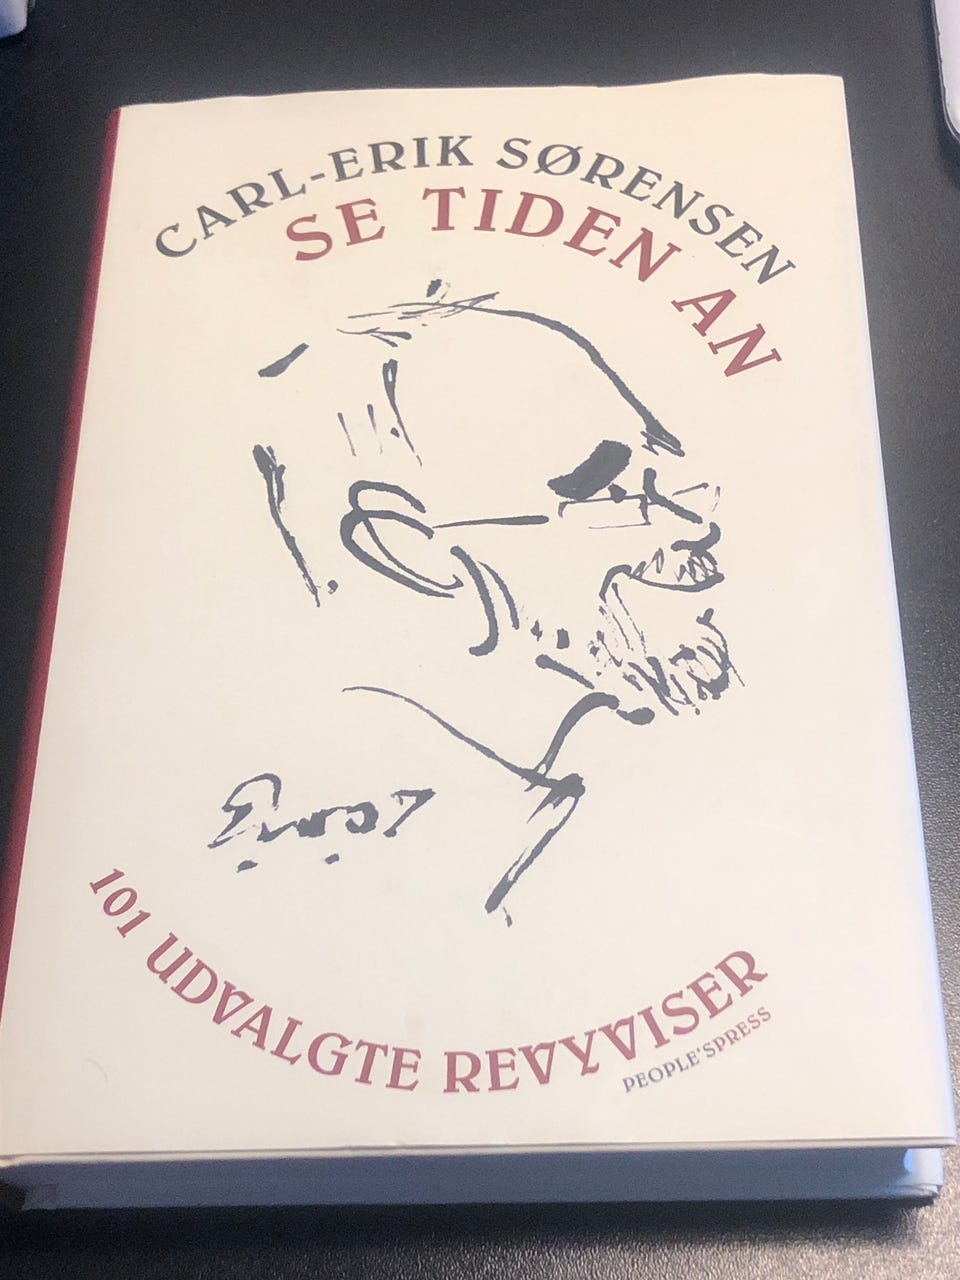 CARL-ERIK SØRENSEN
SE TIDEN AN
101 UDVALGTE REVYVISER
PEOPLE'SPRESS